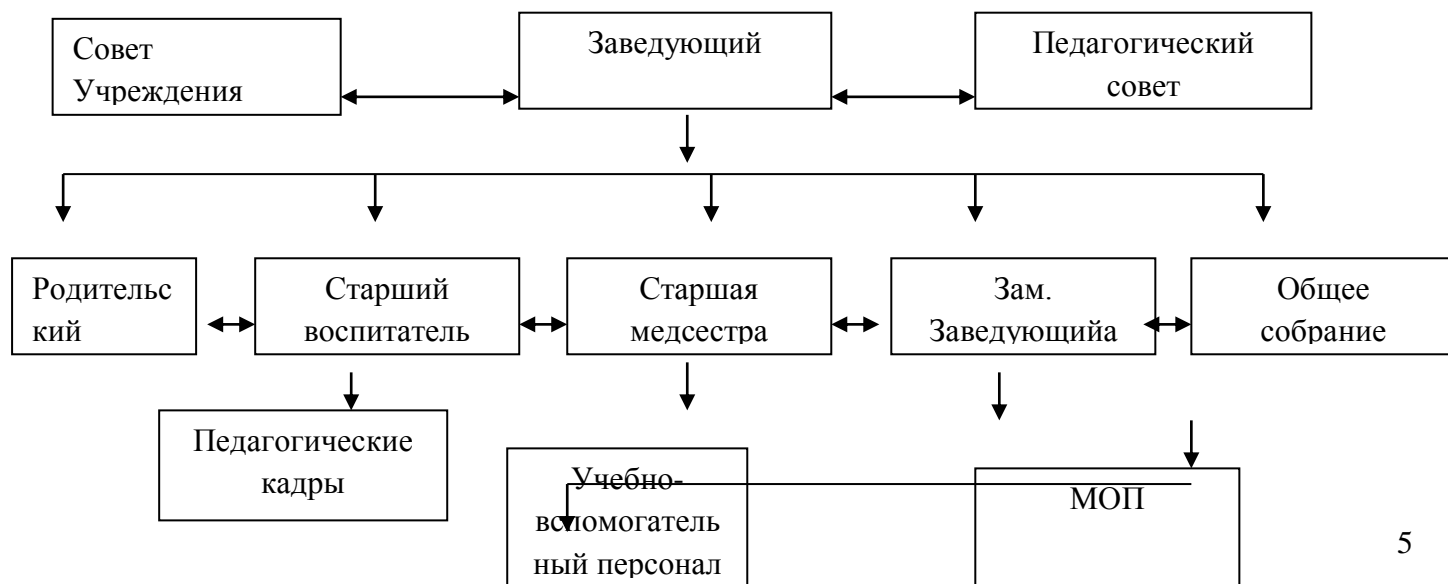 Совет
Учреждения
Заведующий
Педагогический
совет
Родительс
кий
Старший
воспитатель
Старшая
медсестра
Зам.
Заведующийа
Общее
собрание
Педагогические
кадры
Учебно-
вспомогатель
ный персонал
МОП
5